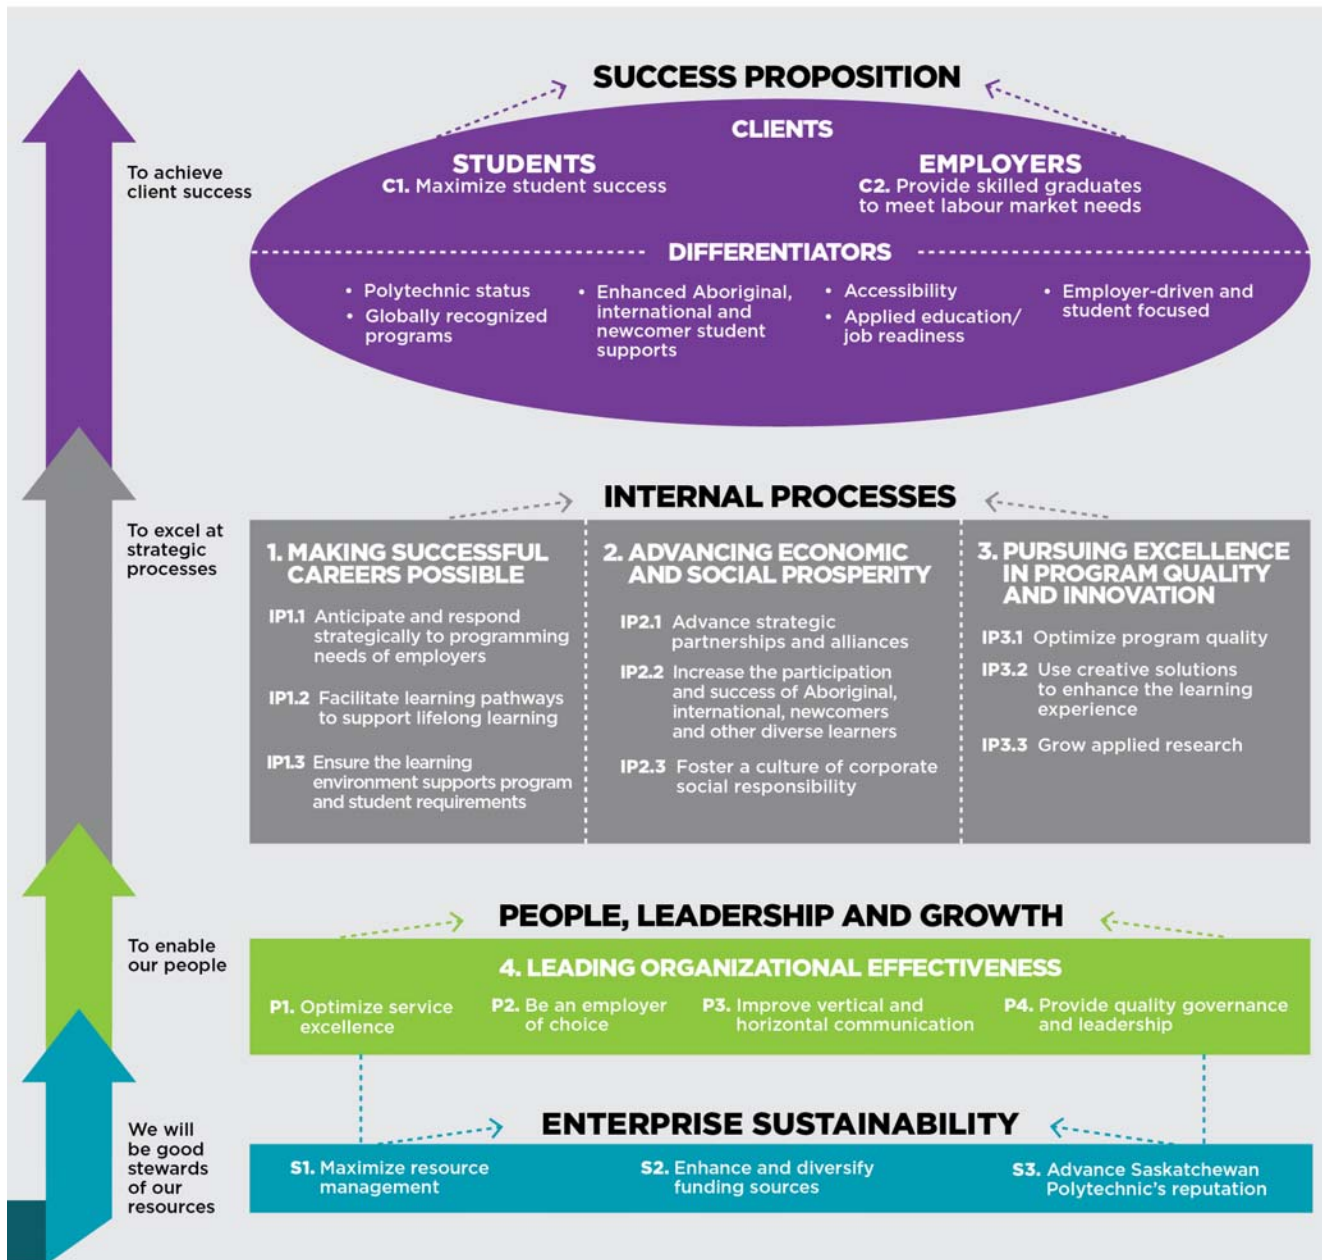 SUCCESS PROPOSITION
To achieve
client success
CLIENTS
STUDENTS
C1. Maximize student success
EMPLOYERS
C2. Provide skilled graduates
to meet labour market needs
DIFFERENTIATORS
• Polytechnic status
• Globally recognized
programs
• Enhanced Aboriginal,
international and
newcomer student
supports
• Accessibility
• Applied education/
job readiness
• Employer-driven and
student focused
INTERNAL PROCESSES
To excel at
strategic
processes
1. MAKING SUCCESSFUL
CAREERS POSSIBLE
IP1.1 Anticipate and respond
strategically to programming
needs of employers
IP1.2 Facilitate learning pathways
to support lifelong learning
IP1.3 Ensure the learning
environment supports program
and student requirements
2. ADVANCING ECONOMIC
AND SOCIAL PROSPERITY
IP2.1 Advance strategic
partnerships and alliances
IP2.2 Increase the participation
and success of Aboriginal,
international, newcomers
and other diverse learners
IP2.3 Foster a culture of corporate
social responsibility
3. PURSUING EXCELLENCE
IN PROGRAM QUALITY
AND INNOVATION
IP3.1 Optimize program quality
IP3.2 Use creative solutions
to enhance the learning
experience
IP3.3 Grow applied research
PEOPLE, LEADERSHIP AND GROWTH
To enable
our people
4. LEADING ORGANIZATIONAL EFFECTIVENESS
P1. Optimize service
excellence
P2. Be an employer
of choice
P3. Improve vertical and
horizontal communication
P4. Provide quality governance
and leadership
ENTERPRISE SUSTAINABILITY
We will
be good
stewards
of our
resources
S1. Maximize resource
management
S2. Enhance and diversify
funding sources
S3. Advance Saskatchewan
Polytechnic's reputation